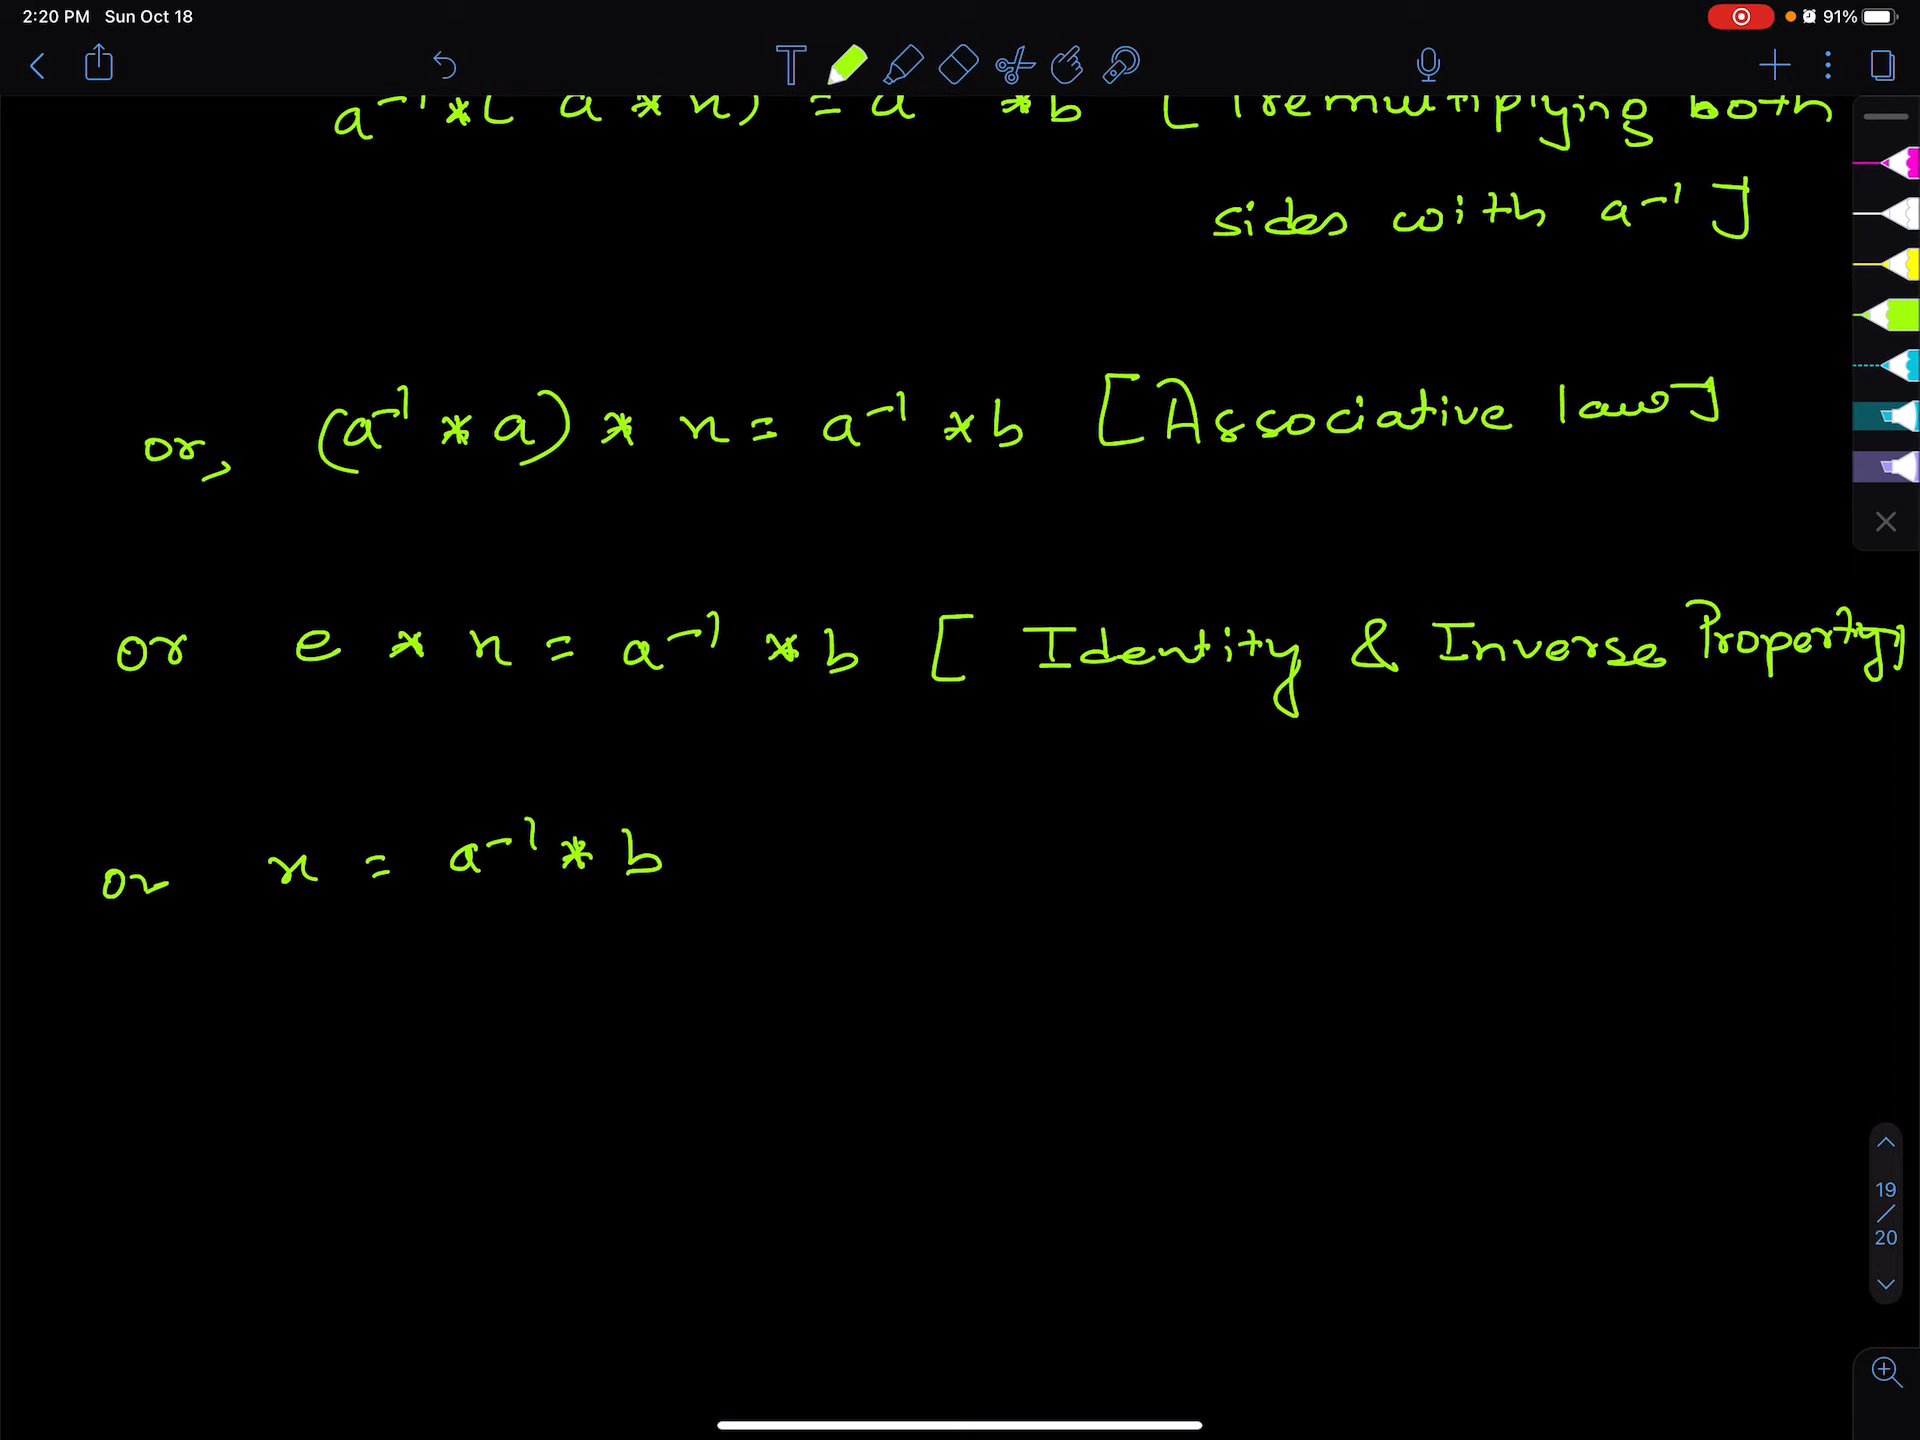 2:20 PM Sun Oct 18
91%
a⁻¹ * ( a * x ) = a⁻¹ * b [ Premultiplying both
sides with a⁻¹ ]
or, (a⁻¹ * a) * x = a⁻¹ * b [Associative law]
or e * x = a⁻¹ * b [ Identity & Inverse Property]
or x = a⁻¹ * b
19
/
20